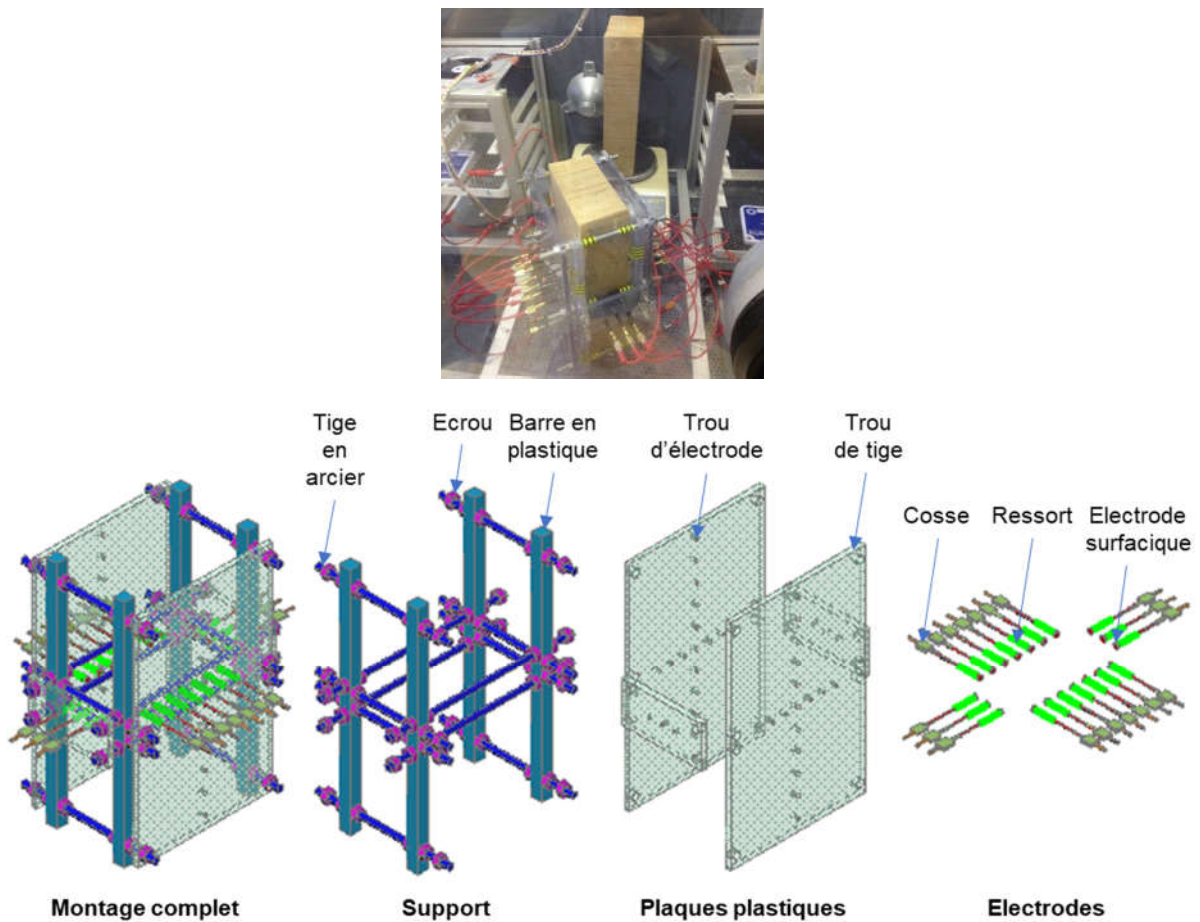 Tige
en
arcier
Ecrou
Barre en
plastique
Trou
d’électrode
Trou
de tige
Cosse
Ressort
Electrode
surfacique
Montage complet
Support
Plaques plastiques
Electrodes